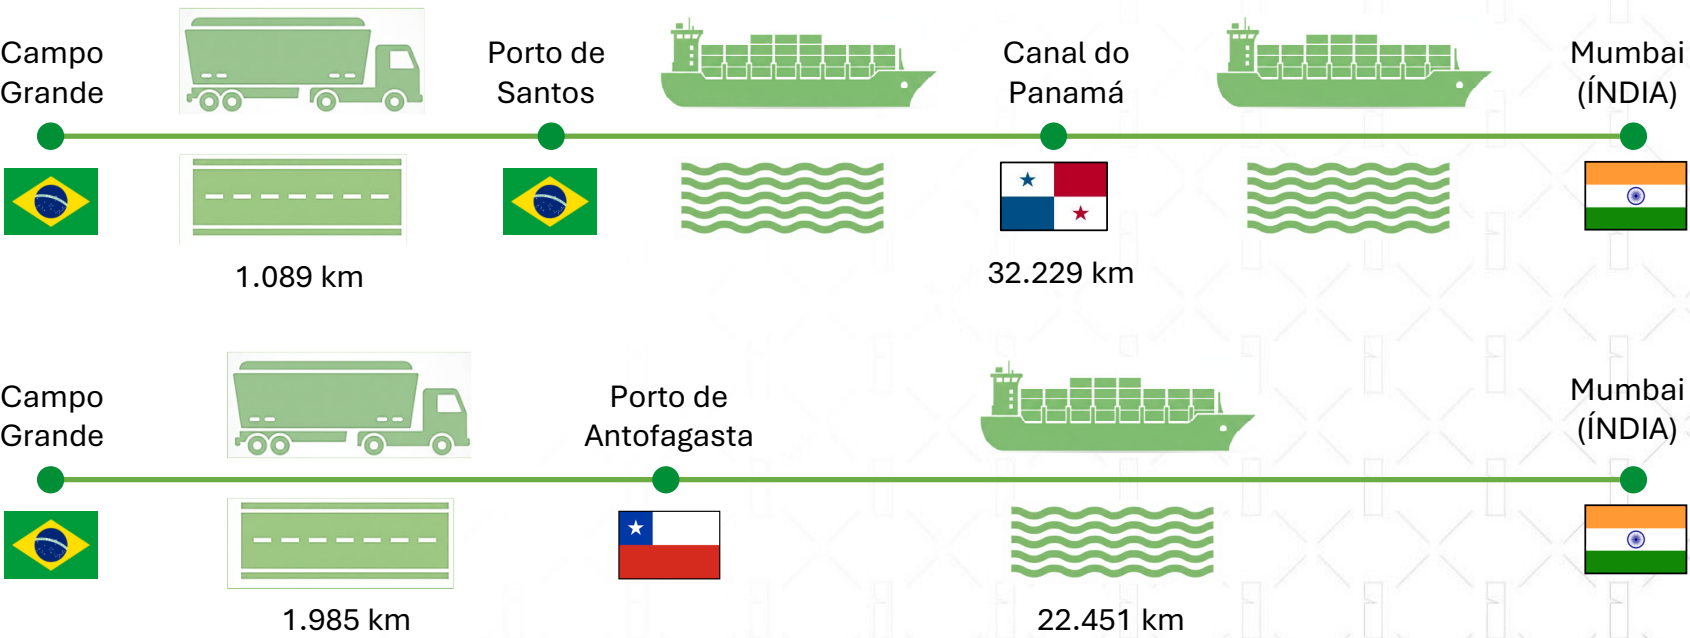 Campo
Grande
Porto de
Santos
Canal do
Panamá
Mumbai
(ÍNDIA)
1.089 km
32.229 km
Campo
Grande
Porto de
Antofagasta
Mumbai
(ÍNDIA)
1.985 km
22.451 km